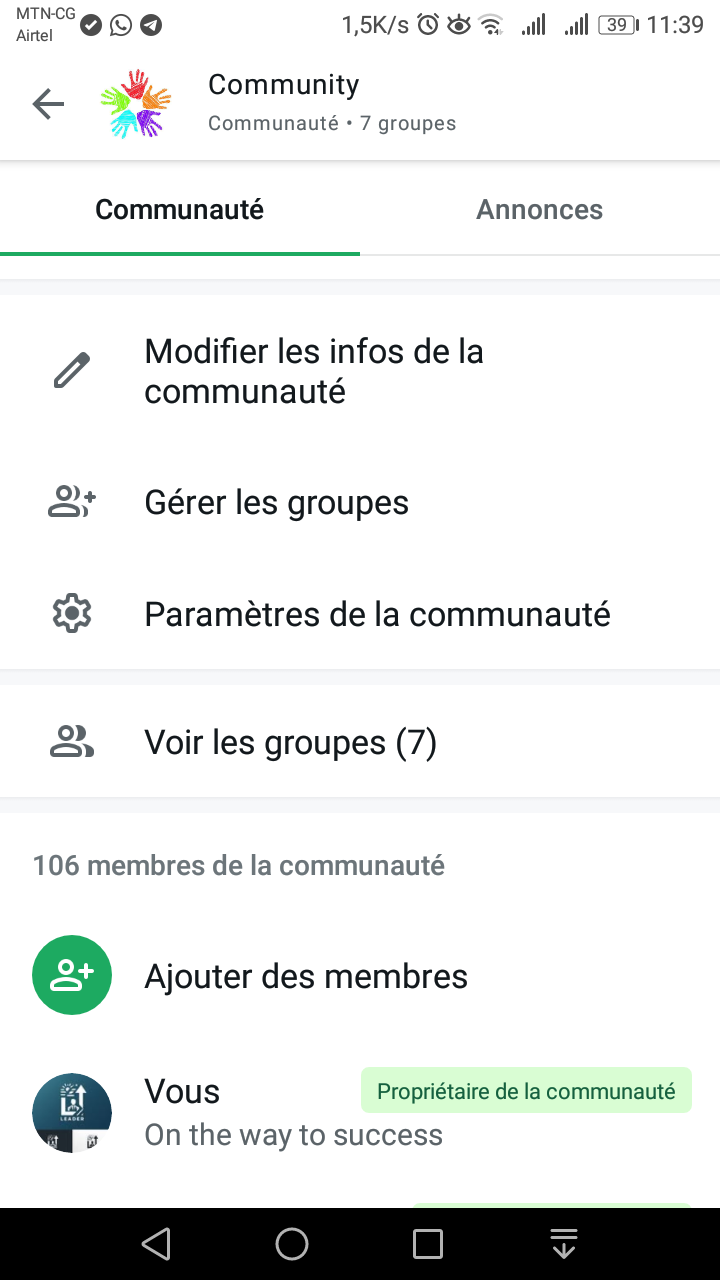 MTN-CG
Airtel
1,5K/s 39 11:39
Community
Communauté • 7 groupes
Communauté Annonces
Modifier les infos de la
communauté
Gérer les groupes
Paramètres de la communauté
Voir les groupes (7)
106 membres de la communauté
Ajouter des membres
Vous Propriétaire de la communauté
On the way to success
LEADER